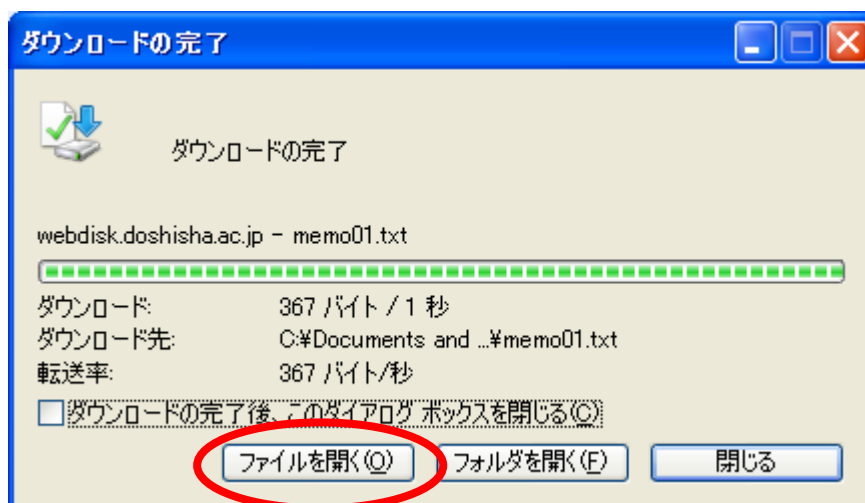 ダウンロードの完了
ダウンロードの完了
webdisk.doshisha.ac.jp - memo01.txt
ダウンロード: 367 バイト / 1 秒
ダウンロード先: C:¥Documents and ...¥memo01.txt
転送率: 367 バイト/秒
ダウンロードの完了後、このダイアログ ボックスを閉じる(C)
ファイルを開く(O) フォルダを開く(F) 閉じる